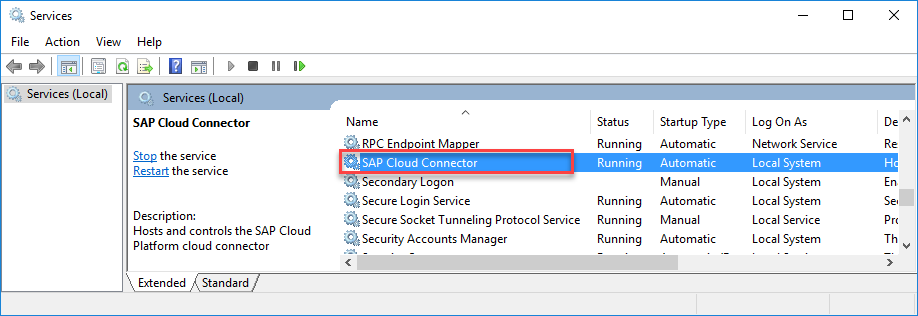 Services
File Action View Help
Services (Local)
Services (Local)
SAP Cloud Connector
Stop the service
Restart the service
Description:
Hosts and controls the SAP Cloud
Platform cloud connector
Name Status Startup Type Log On As De
RPC Endpoint Mapper Running Automatic Network Service Re
SAP Cloud Connector Running Automatic Local System Ho
Secondary Logon Manual Local System En
Secure Login Service Running Automatic Local System Sec
Secure Socket Tunneling Protocol Service Running Manual Local Service Pro
Security Accounts Manager Running Automatic Local System Th
Extended Standard